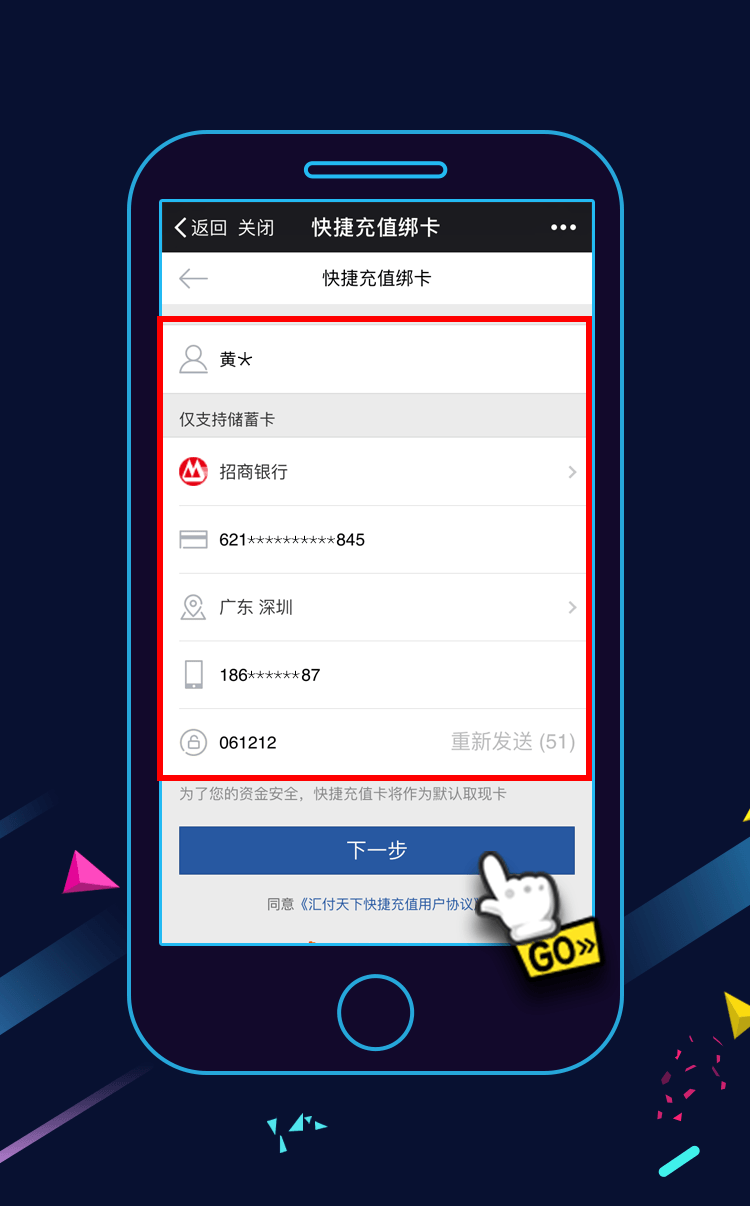 返回 关闭 快捷充值绑卡 •••
快捷充值绑卡
黄*
仅支持储蓄卡
招商银行
621**********845
广东 深圳
186******87
061212 重新发送 (51)
为了您的资金安全，快捷充值卡将作为默认取现卡
下一步
同意《汇付天下快捷充值用户协议》
GO»